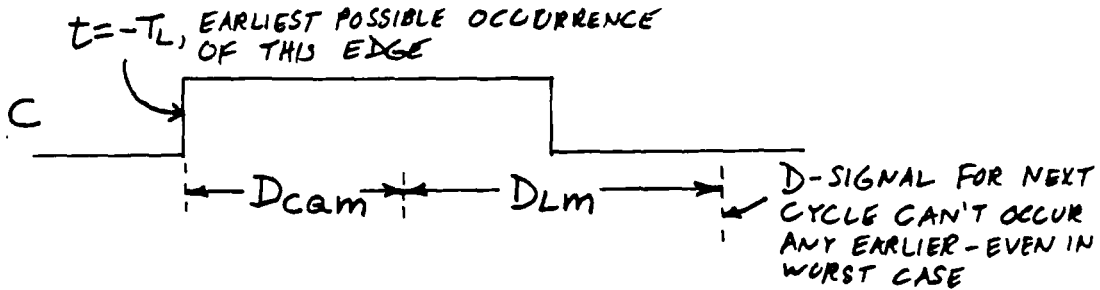 t=-TL, EARLIEST POSSIBLE OCCURRENCE
OF THIS EDGE
C
DCQm
DLm
D-SIGNAL FOR NEXT
CYCLE CAN'T OCCUR
ANY EARLIER-EVEN IN
WORST CASE